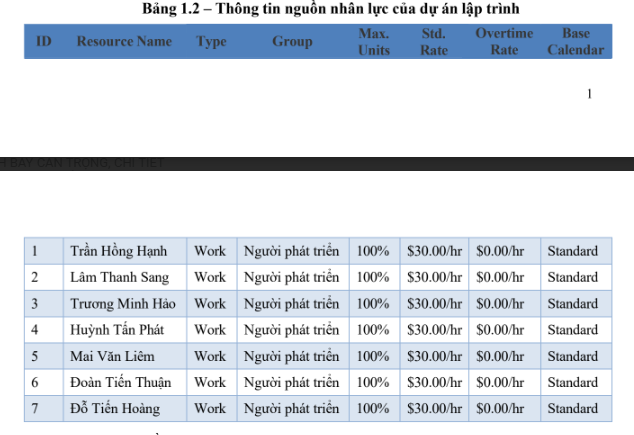 Bảng 1.2 – Thông tin nguồn nhân lực của dự án lập trình
ID Resource Name Type Group Max. Units Std. Rate Overtime Rate Base Calendar
1
H BÀY CẨN TRỌNG, CHI TIẾT
1 Trần Hồng Hạnh Work Người phát triển 100% $30.00/hr $0.00/hr Standard
2 Lâm Thanh Sang Work Người phát triển 100% $30.00/hr $0.00/hr Standard
3 Trương Minh Hảo Work Người phát triển 100% $30.00/hr $0.00/hr Standard
4 Huỳnh Tấn Phát Work Người phát triển 100% $30.00/hr $0.00/hr Standard
5 Mai Văn Liêm Work Người phát triển 100% $30.00/hr $0.00/hr Standard
6 Đoàn Tiến Thuận Work Người phát triển 100% $30.00/hr $0.00/hr Standard
7 Đỗ Tiến Hoàng Work Người phát triển 100% $30.00/hr $0.00/hr Standard